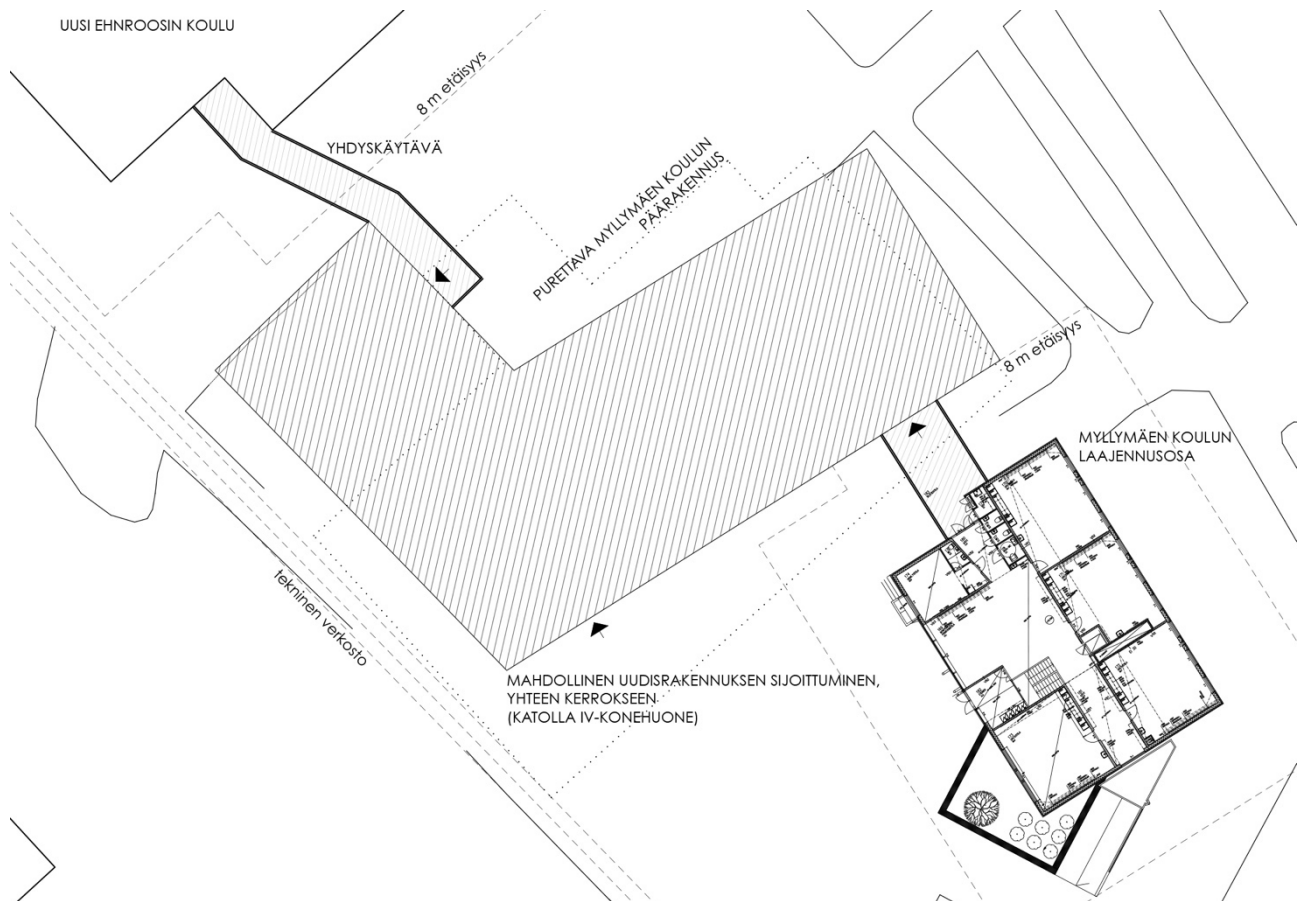 UUSI EHNROOSIN KOULU
8 m etäisyys
YHDYSKÄYTÄVÄ
PURETTAVA MYLLYMÄEN KOULUN
PÄÄRAKENNUS
8 m etäisyys
MYLLYMÄEN KOULUN
LAAJENNUSOSA
tekninen verkosto
MAHDOLLINEN UUDISRAKENNUKSEN SIJOITTUMINEN,
YHTEEN KERROKSEEN
(KATOLLA IV-KONEHUONE)